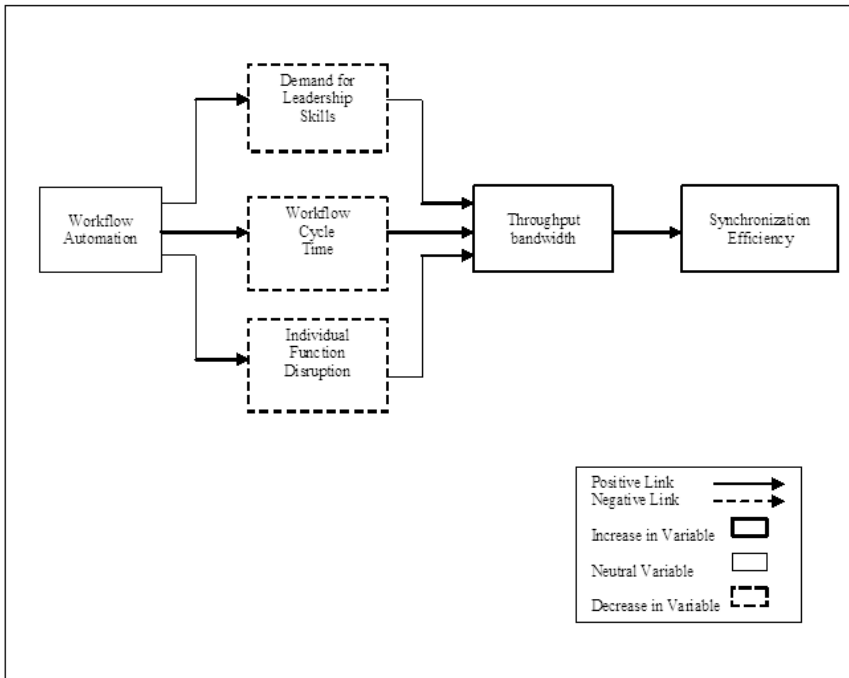 Demand for
Leadership
Skills
Workflow
Automation
Workflow
Cycle
Time
Throughput
bandwidth
Synchronization
Efficiency
Individual
Function
Disruption
Positive Link
Negative Link
Increase in Variable
Neutral Variable
Decrease in Variable